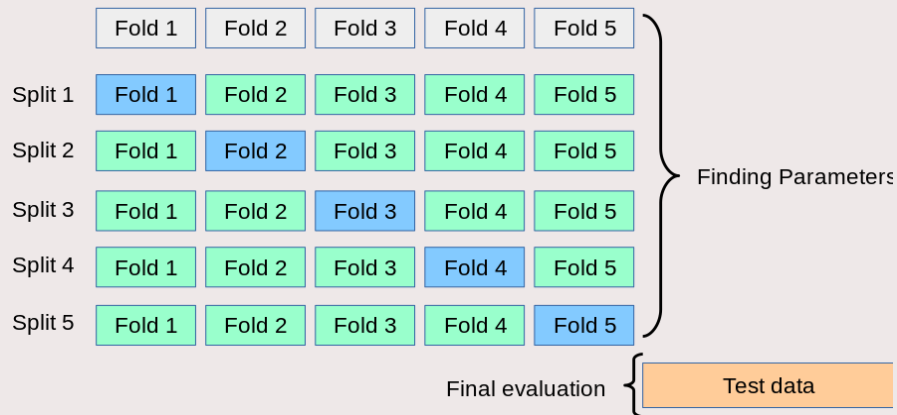 Fold 1 Fold 2 Fold 3 Fold 4 Fold 5
Split 1 Fold 1 Fold 2 Fold 3 Fold 4 Fold 5
Split 2 Fold 1 Fold 2 Fold 3 Fold 4 Fold 5
Finding Parameters
Split 3 Fold 1 Fold 2 Fold 3 Fold 4 Fold 5
Split 4 Fold 1 Fold 2 Fold 3 Fold 4 Fold 5
Split 5 Fold 1 Fold 2 Fold 3 Fold 4 Fold 5
Final evaluation Test data